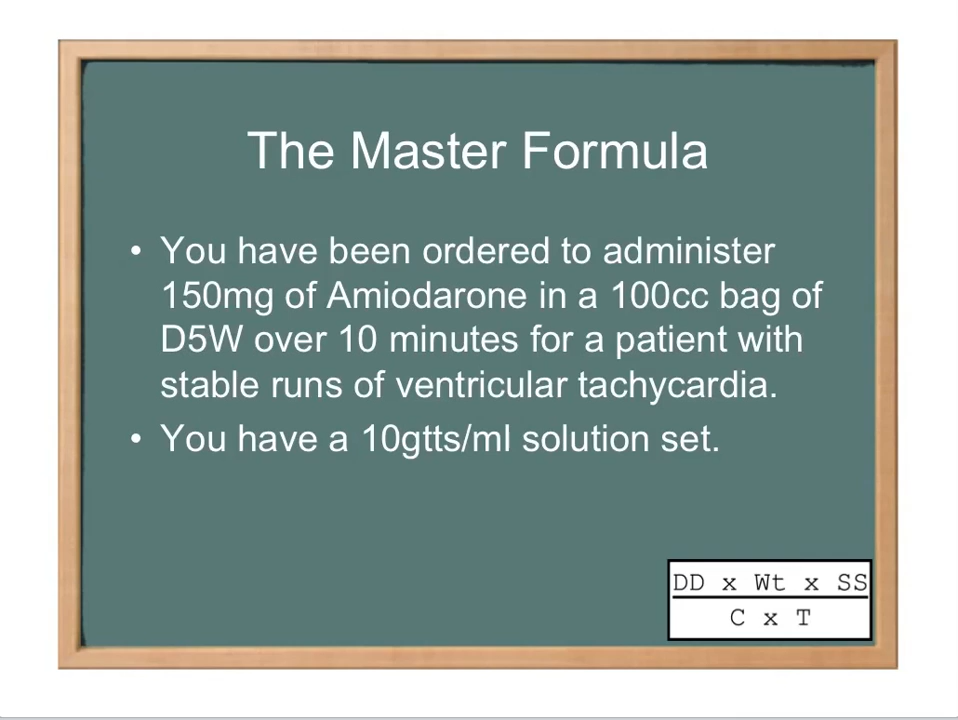 The Master Formula
• You have been ordered to administer
150mg of Amiodarone in a 100cc bag of
D5W over 10 minutes for a patient with
stable runs of ventricular tachycardia.
• You have a 10gtts/ml solution set.
DD x Wt x SS
C x T